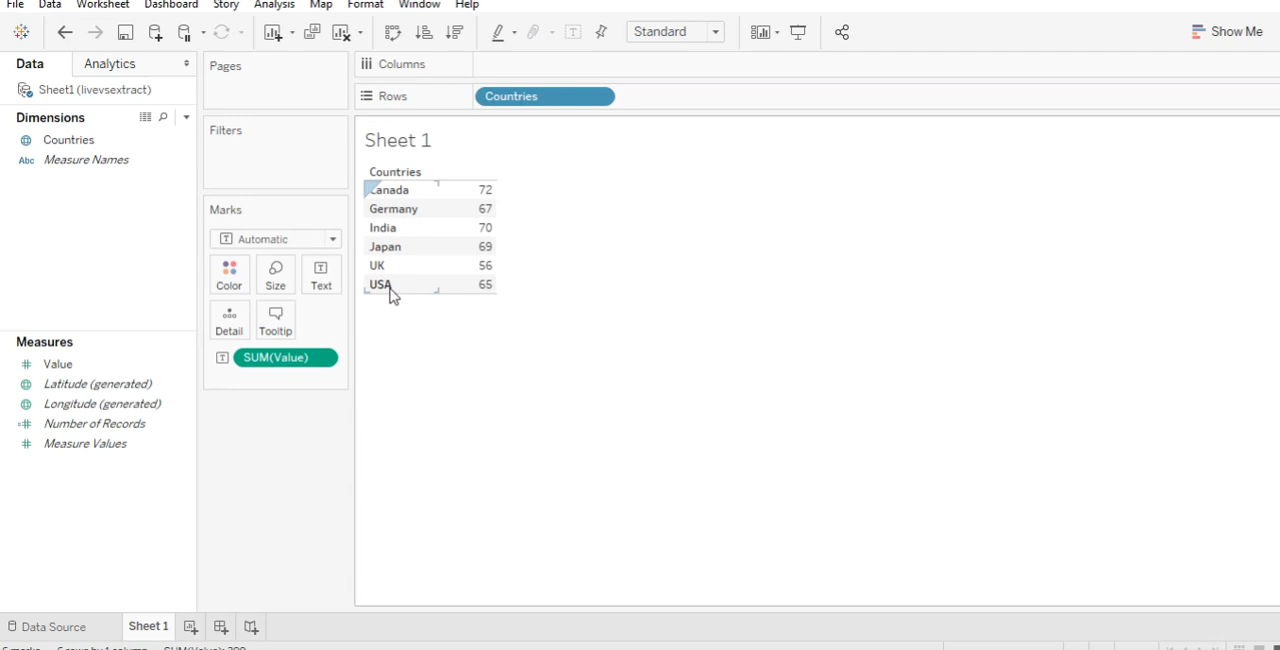 File Data Worksheet Dashboard Story Analysis Map Format Window Help
Standard
Show Me
Data Analytics
Sheet1 (livevsextract)
Dimensions
Countries
Abc Measure Names
Measures
Value
Latitude (generated)
Longitude (generated)
Number of Records
Measure Values
Pages
Filters
Marks
Automatic
Color Size Text
Detail Tooltip
SUM(Value)
Columns
Rows Countries
Sheet 1
Countries
Canada 72
Germany 67
India 70
Japan 69
UK 56
USA 65
Data Source Sheet 1